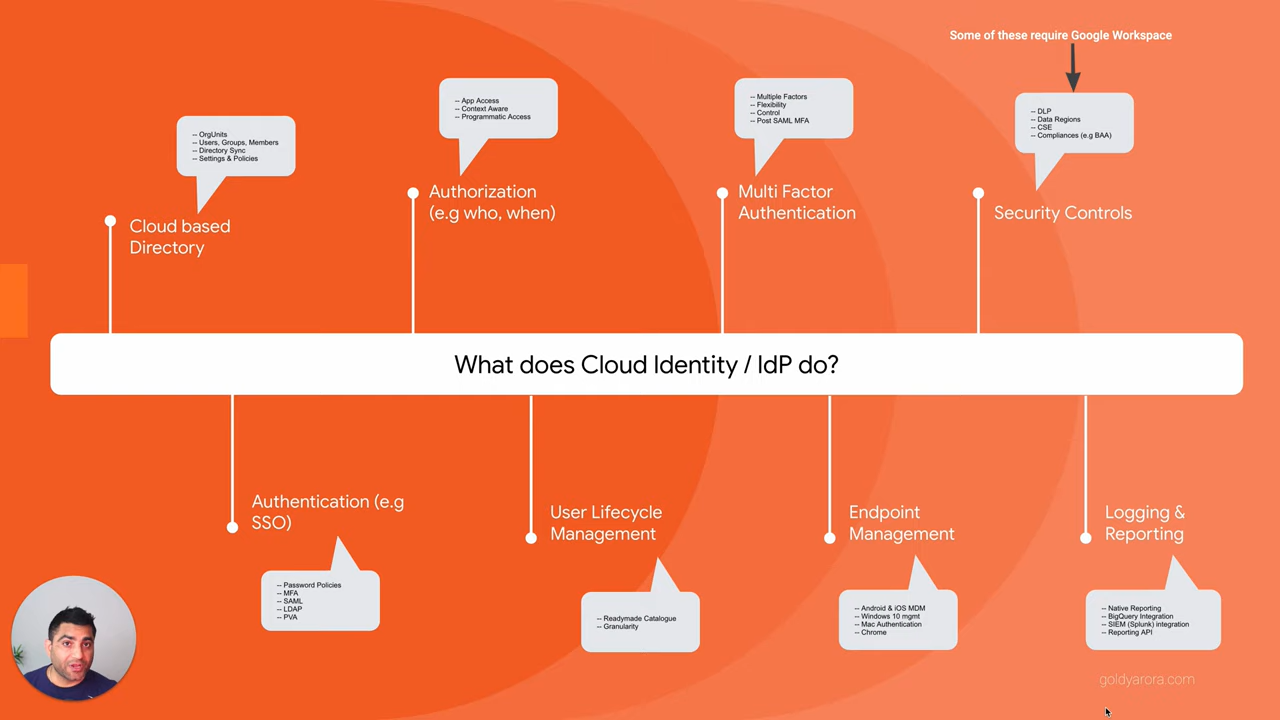 Some of these require Google Workspace
-- OrgUnits
-- Users, Groups, Members
-- Directory Sync
-- Settings & Policies
Cloud based
Directory
-- App Access
-- Context Aware
-- Programmatic Access
Authorization
(e.g who, when)
-- Multiple Factors
-- Flexibility
-- Control
-- Post SAML MFA
Multi Factor
Authentication
-- DLP
-- Data Regions
-- CSE
-- Compliances (e.g BAA)
Security Controls
What does Cloud Identity / IdP do?
Authentication (e.g
SSO)
-- Password Policies
-- MFA
-- SAML
-- LDAP
-- PVA
User Lifecycle
Management
-- Readymade Catalogue
-- Granularity
Endpoint
Management
-- Android & iOS MDM
-- Windows 10 mgmt
-- Mac Authentication
-- Chrome
Logging &
Reporting
-- Native Reporting
-- BigQuery Integration
-- SIEM (Splunk) integration
-- Reporting API
goldyarora.com